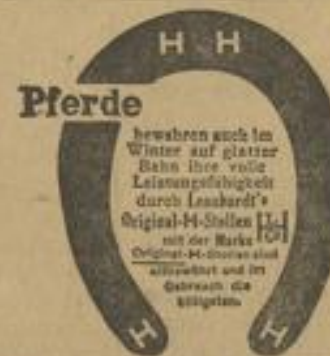 H H
Pferde
bewahren auch im
Winter auf glatter
Bahn ihre volle
Leistungsfähigkeit
durch Leonhardt's
Original-H-Stollen
mit der Marke
Original-H-Stollen sind
altbewährt und im
Gebrauch die
billigsten.
H H